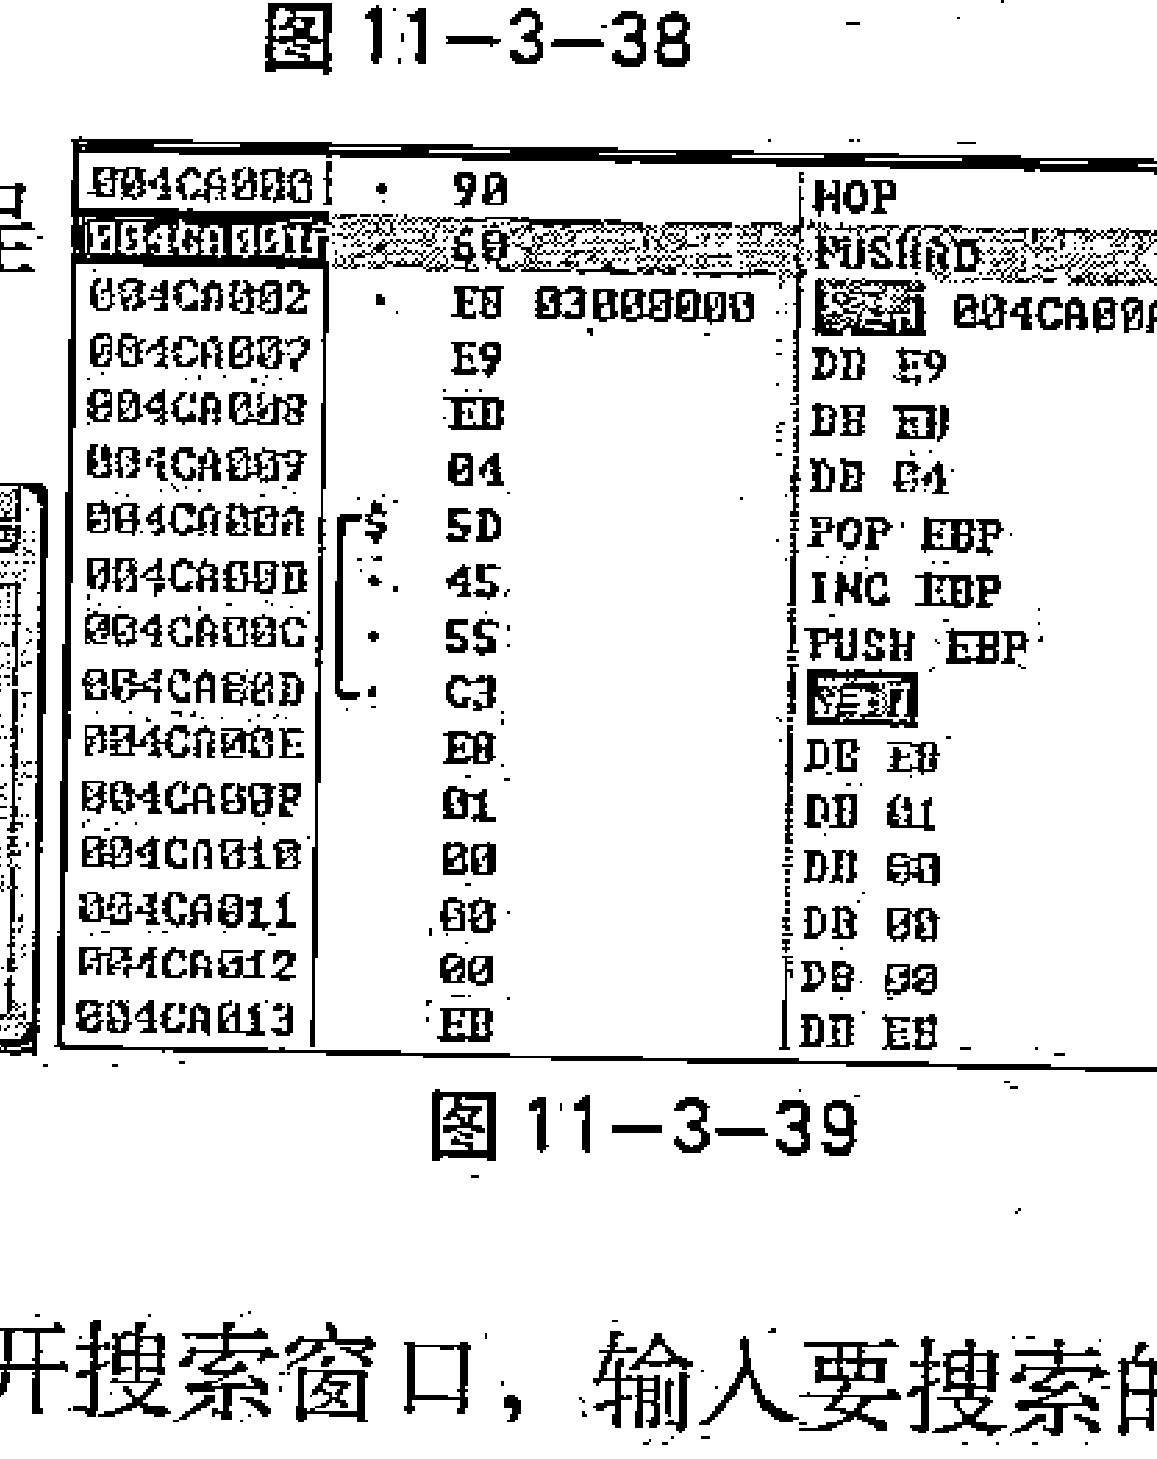 图 11-3-38
004CA000 · 90 NOP
004CA001 · 60 PUSHAD
004CA002 · E8 03000000 004CA00A
004CA007 E9 DB E9
004CA008 EB DB EB
004CA009 04 DB 04
004CA00A $ 5D POP EBP
004CA00B · 45 INC EBP
004CA00C · 55 PUSH EBP
004CA00D · C3
004CA00E E8 DB E8
004CA00F 01 DB 01
004CA010 00 DB 00
004CA011 00 DB 00
004CA012 00 DB 00
004CA013 EB DB EB
图 11-3-39
开搜索窗口，输入要搜索的